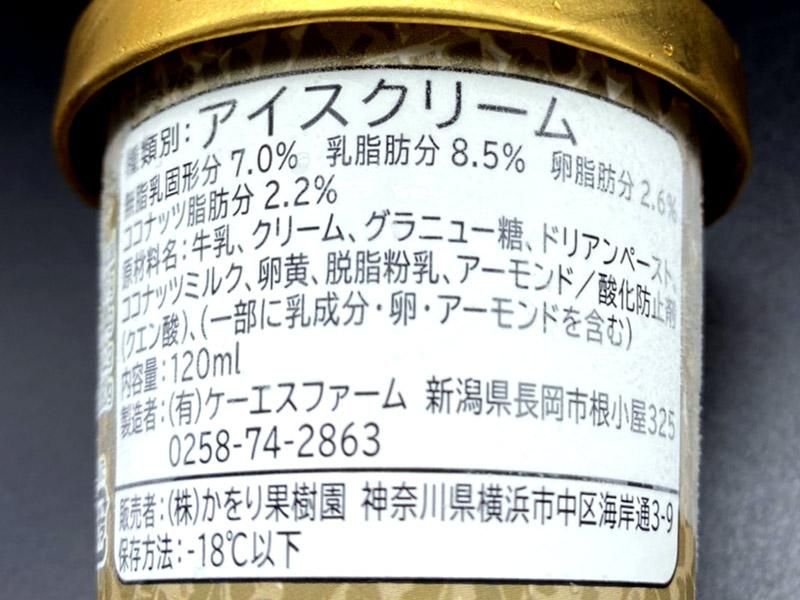 種類別:アイスクリーム
無脂乳固形分 7.0% 乳脂肪分 8.5% 卵脂肪分 2.6%
ココナッツ脂肪分 2.2%
原材料名:牛乳、クリーム、グラニュー糖、ドリアンペースト、
ココナッツミルク、卵黄、脱脂粉乳、アーモンド／酸化防止剤
(クエン酸)、(一部に乳成分・卵・アーモンドを含む)
内容量:120ml
製造者:(有)ケーエスファーム 新潟県長岡市根小屋325
0258-74-2863
販売者:(株)かをり果樹園 神奈川県横浜市中区海岸通3-9
保存方法:-18℃以下